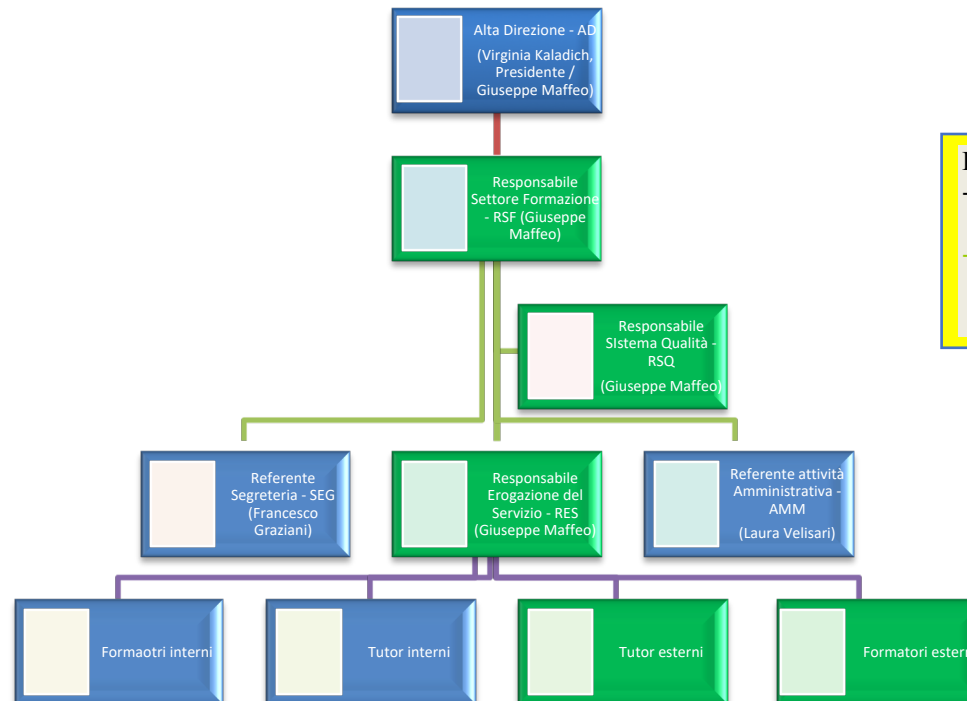 Alta Direzione - AD
(Virginia Kaladich,
Presidente /
Giuseppe Maffeo)
Responsabile
Settore Formazione
- RSF (Giuseppe
Maffeo)
Responsabile
SIstema Qualità -
RSQ
(Giuseppe Maffeo)
Referente
Segreteria - SEG
(Francesco
Graziani)
Responsabile
Erogazione del
Servizio - RES
(Giuseppe Maffeo)
Referente attività
Amministrativa -
AMM
(Laura Velisari)
Formaotri interni
Tutor interni
Tutor esterni
Formatori